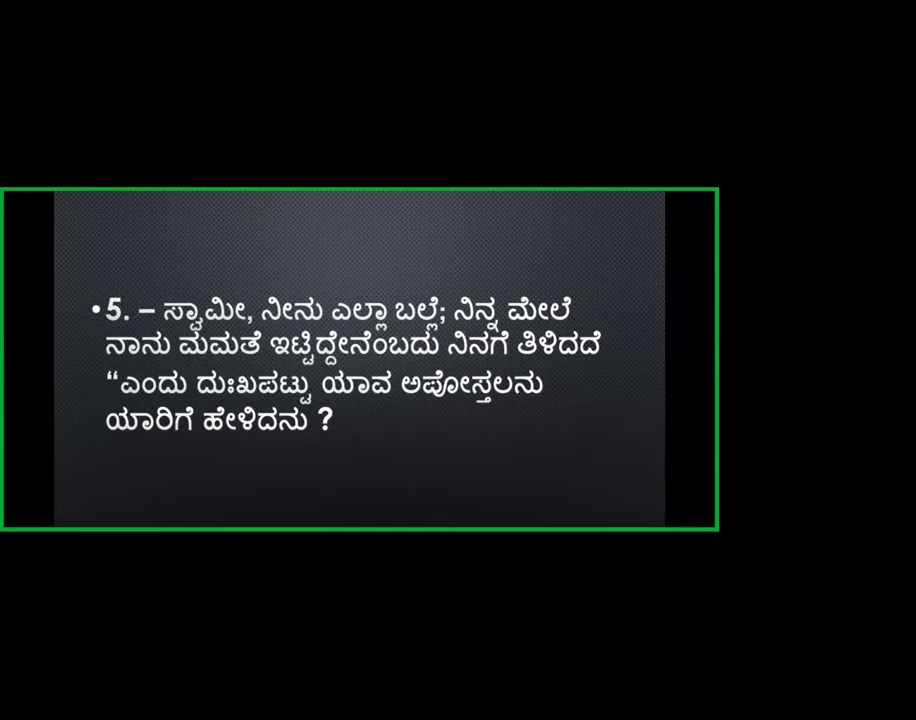 •5. – ಸ್ವಾಮೀ, ನೀನು ಎಲ್ಲಾ ಬಲ್ಲೆ; ನಿನ್ನ ಮೇಲೆ
ನಾನು ಮಮತೆ ಇಟ್ಟಿದ್ದೇನೆಂಬದು ನಿನಗೆ ತಿಳಿದದೆ
“ಎಂದು ದುಃಖಪಟ್ಟು ಯಾವ ಅಪೋಸ್ತಲನು
ಯಾರಿಗೆ ಹೇಳಿದನು ?